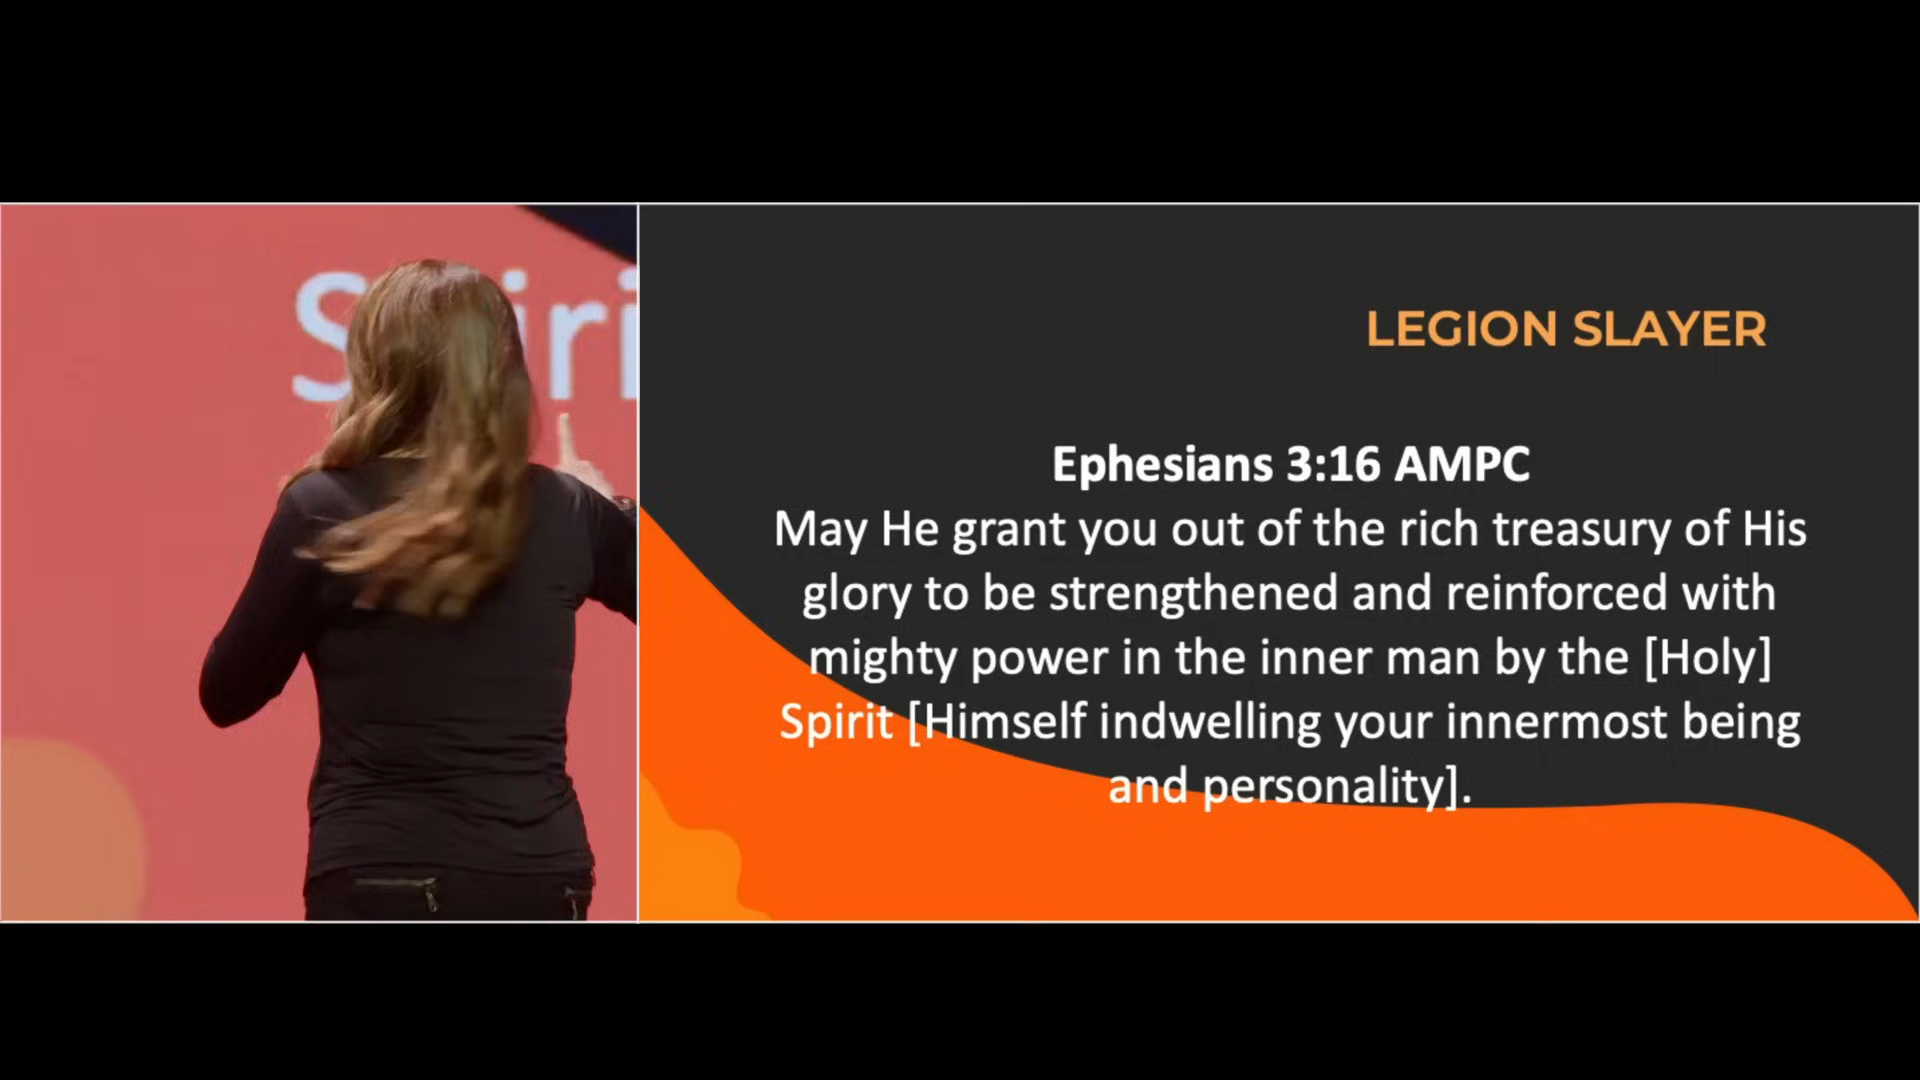 LEGION SLAYER
Ephesians 3:16 AMPC
May He grant you out of the rich treasury of His
glory to be strengthened and reinforced with
mighty power in the inner man by the [Holy]
Spirit [Himself indwelling your innermost being
and personality].